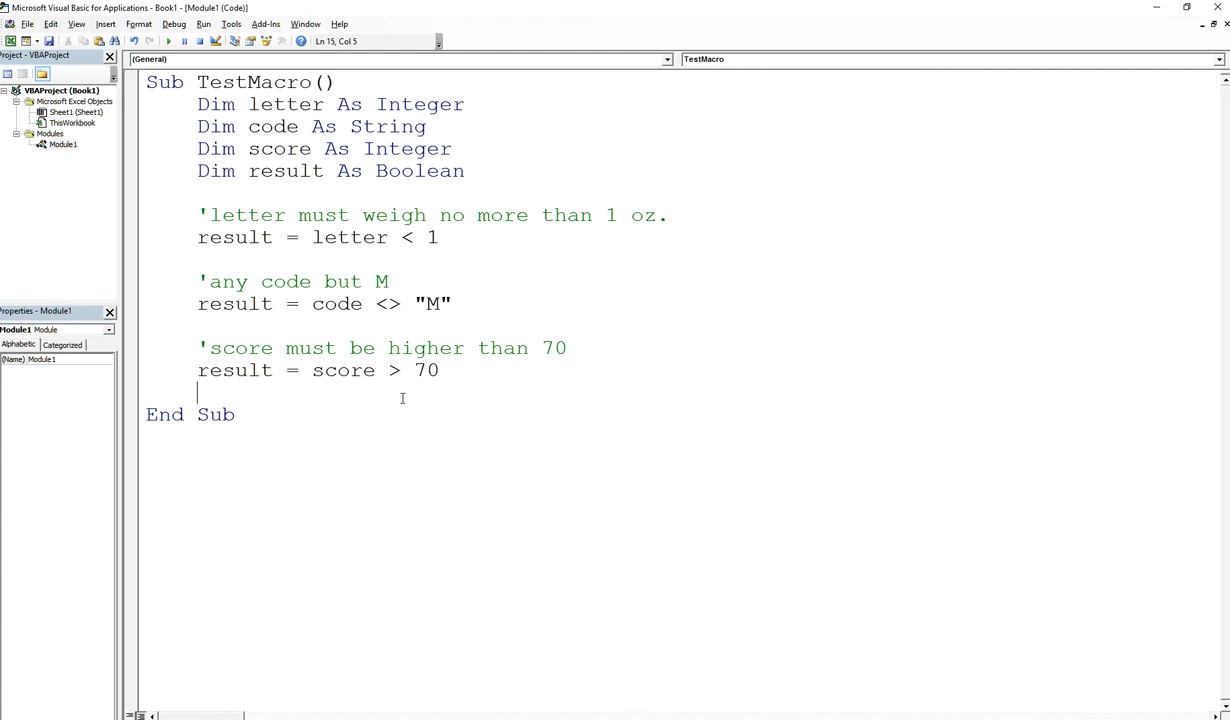 Microsoft Visual Basic for Applications - Book1 - [Module1 (Code)]
File Edit View Insert Format Debug Run Tools Add-Ins Window Help
Ln 15, Col 5
Project - VBAProject
(General) TestMacro
VBAProject (Book1)
Microsoft Excel Objects
Sheet1 (Sheet1)
ThisWorkbook
Modules
Module1
Sub TestMacro()
Dim letter As Integer
Dim code As String
Dim score As Integer
Dim result As Boolean
'letter must weigh no more than 1 oz.
result = letter < 1
'any code but M
result = code <> "M"
'score must be higher than 70
result = score > 70
End Sub
Properties - Module1
Module1 Module
Alphabetic Categorized
(Name) Module1